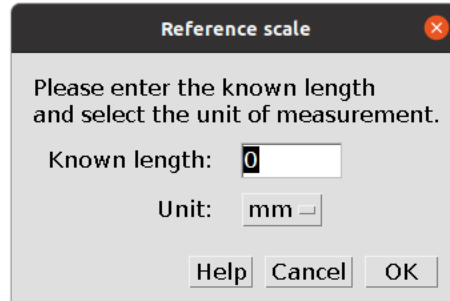 Reference scale
Please enter the known length
and select the unit of measurement.
Known length: 0
Unit: mm
Help Cancel OK